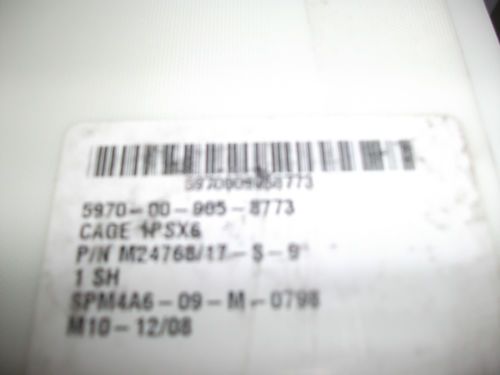 5970009058773
5970-00-905-8773
CAGE 1PSX6
P/N M24768/17-S-9
1 SH
SPM4A6-09-M-0798
M10-12/08